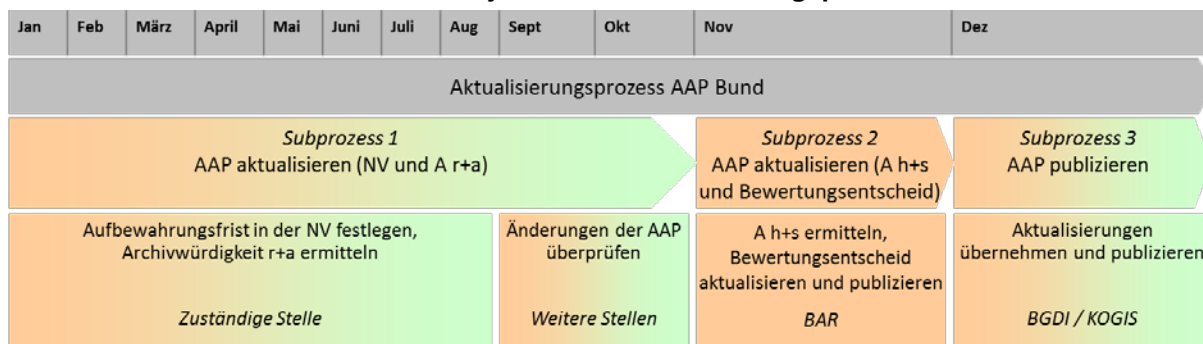 Jan Feb März April Mai Juni Juli Aug Sept Okt Nov Dez
Aktualisierungsprozess AAP Bund
Subprozess 1
AAP aktualisieren (NV und A r+a)
Subprozess 2
AAP aktualisieren (A h+s
und Bewertungsentscheid)
Subprozess 3
AAP publizieren
Aufbewahrungsfrist in der NV festlegen,
Archivwürdigkeit r+a ermitteln
Zuständige Stelle
Änderungen der AAP
überprüfen
Weitere Stellen
A h+s ermitteln,
Bewertungsentscheid
aktualisieren und publizieren
BAR
Aktualisierungen
übernehmen und publizieren
BGDI / KOGIS